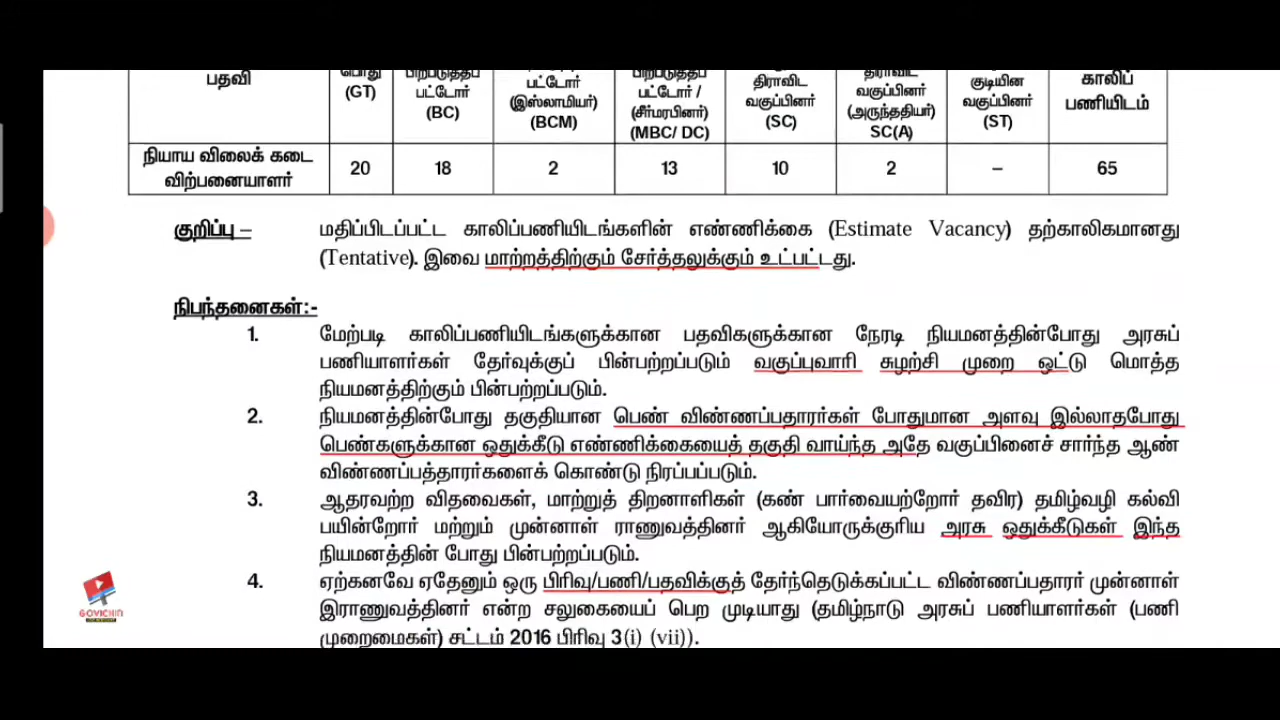 பதவி
(GT)
பட்டோர்
(BC)
பட்டோர்
(இஸ்லாமியர்)
(BCM)
பட்டோர் /
(சீர்மரபினர்)
(MBC/ DC)
திராவிட
வகுப்பினர்
(SC)
வகுப்பினர்
(அருந்ததியர்)
SC(A)
குடியின
வகுப்பினர்
(ST)
காலிப்
பணியிடம்
நியாய விலைக் கடை
விற்பனையாளர்
20 18 2 13 10 2 – 65
குறிப்பு – மதிப்பிடப்பட்ட காலிப்பணியிடங்களின் எண்ணிக்கை (Estimate Vacancy) தற்காலிகமானது
(Tentative). இவை மாற்றத்திற்கும் சேர்த்தலுக்கும் உட்பட்டது.
நிபந்தனைகள்:-
1. மேற்படி காலிப்பணியிடங்களுக்கான பதவிகளுக்கான நேரடி நியமனத்தின்போது அரசுப்
பணியாளர்கள் தேர்வுக்குப் பின்பற்றப்படும் வகுப்புவாரி சுழற்சி முறை ஒட்டு மொத்த
நியமனத்திற்கும் பின்பற்றப்படும்.
2. நியமனத்தின்போது தகுதியான பெண் விண்ணப்பதாரர்கள் போதுமான அளவு இல்லாதபோது
பெண்களுக்கான ஒதுக்கீடு எண்ணிக்கையைத் தகுதி வாய்ந்த அதே வகுப்பினைச் சார்ந்த ஆண்
விண்ணப்பத்தாரர்களைக் கொண்டு நிரப்பப்படும்.
3. ஆதரவற்ற விதவைகள், மாற்றுத் திறனாளிகள் (கண் பார்வையற்றோர் தவிர) தமிழ்வழி கல்வி
பயின்றோர் மற்றும் முன்னாள் ராணுவத்தினர் ஆகியோருக்குரிய அரசு ஒதுக்கீடுகள் இந்த
நியமனத்தின் போது பின்பற்றப்படும்.
4. ஏற்கனவே ஏதேனும் ஒரு பிரிவு/பணி/பதவிக்குத் தேர்ந்தெடுக்கப்பட்ட விண்ணப்பதாரர் முன்னாள்
இராணுவத்தினர் என்ற சலுகையைப் பெற முடியாது (தமிழ்நாடு அரசுப் பணியாளர்கள் (பணி
முறைமைகள்) சட்டம் 2016 பிரிவு 3(i) (vii)).
GOVICHIN